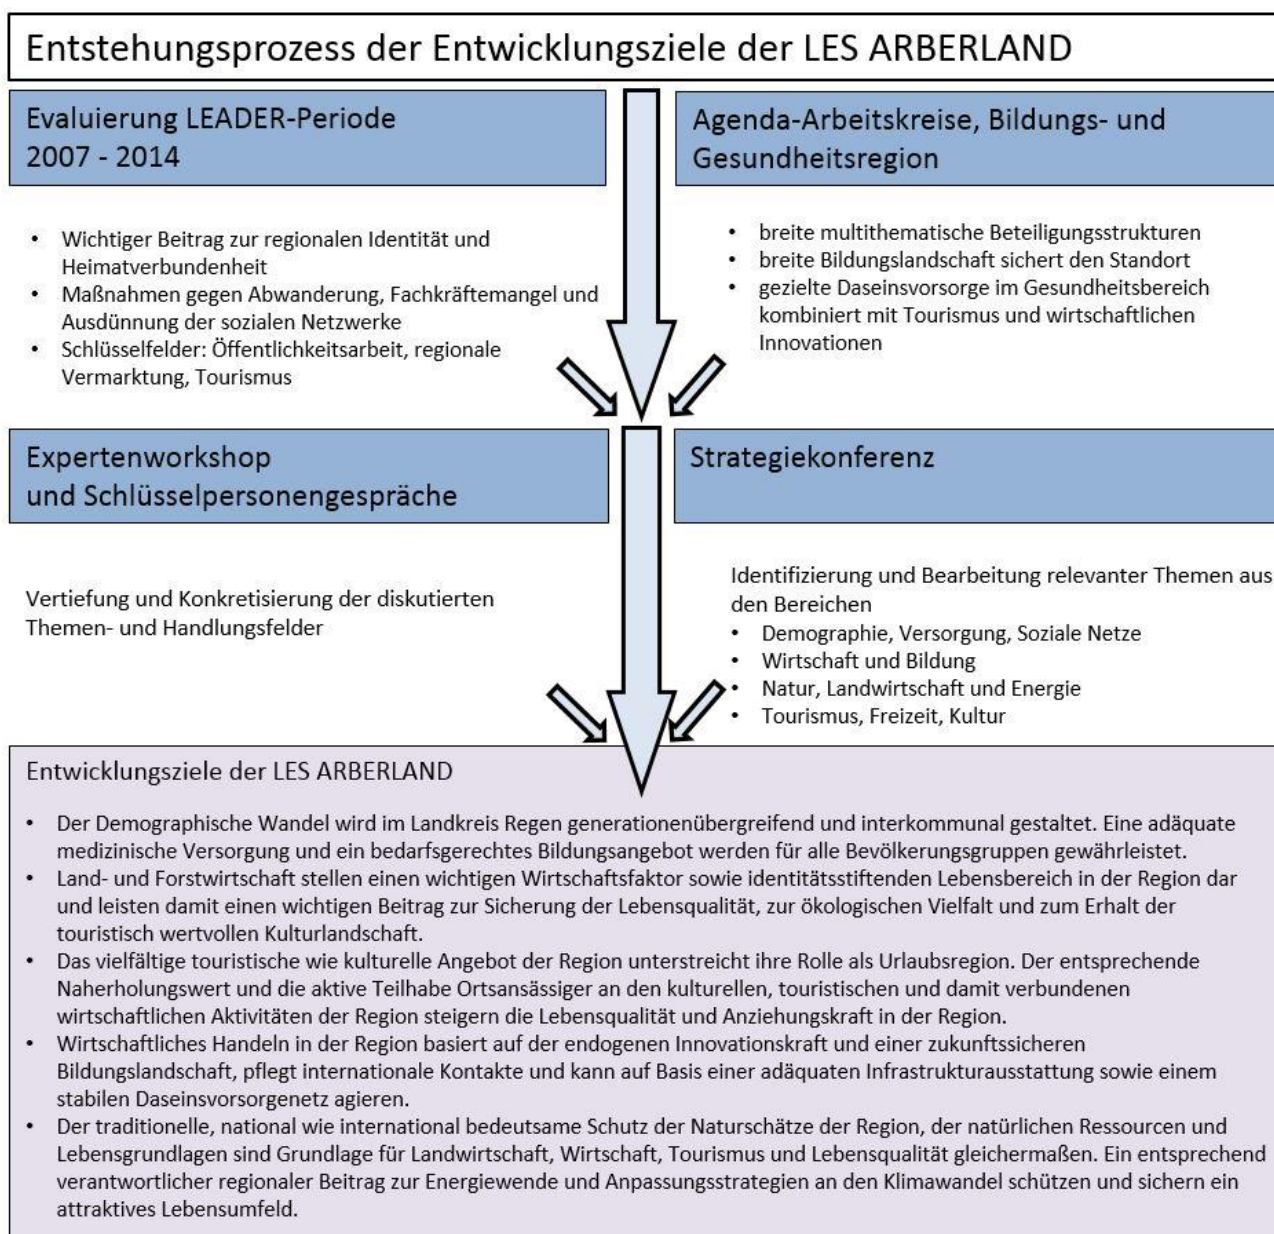 Entstehungsprozess der Entwicklungsziele der LES ARBERLAND
Evaluierung LEADER-Periode
2007 - 2014
• Wichtiger Beitrag zur regionalen Identität und
Heimatverbundenheit
• Maßnahmen gegen Abwanderung, Fachkräftemangel und
Ausdünnung der sozialen Netzwerke
• Schlüsselfelder: Öffentlichkeitsarbeit, regionale
Vermarktung, Tourismus
Agenda-Arbeitskreise, Bildungs- und
Gesundheitsregion
• breite multithematische Beteiligungsstrukturen
• breite Bildungslandschaft sichert den Standort
• gezielte Daseinsvorsorge im Gesundheitsbereich
kombiniert mit Tourismus und wirtschaftlichen
Innovationen
Expertenworkshop
und Schlüsselpersonengespräche
Vertiefung und Konkretisierung der diskutierten
Themen- und Handlungsfelder
Strategiekonferenz
Identifizierung und Bearbeitung relevanter Themen aus
den Bereichen
• Demographie, Versorgung, Soziale Netze
• Wirtschaft und Bildung
• Natur, Landwirtschaft und Energie
• Tourismus, Freizeit, Kultur
Entwicklungsziele der LES ARBERLAND
• Der Demographische Wandel wird im Landkreis Regen generationenübergreifend und interkommunal gestaltet. Eine adäquate
medizinische Versorgung und ein bedarfsgerechtes Bildungsangebot werden für alle Bevölkerungsgruppen gewährleistet.
• Land- und Forstwirtschaft stellen einen wichtigen Wirtschaftsfaktor sowie identitätsstiftenden Lebensbereich in der Region dar
und leisten damit einen wichtigen Beitrag zur Sicherung der Lebensqualität, zur ökologischen Vielfalt und zum Erhalt der
touristisch wertvollen Kulturlandschaft.
• Das vielfältige touristische wie kulturelle Angebot der Region unterstreicht ihre Rolle als Urlaubsregion. Der entsprechende
Naherholungswert und die aktive Teilhabe Ortsansässiger an den kulturellen, touristischen und damit verbundenen
wirtschaftlichen Aktivitäten der Region steigern die Lebensqualität und Anziehungskraft in der Region.
• Wirtschaftliches Handeln in der Region basiert auf der endogenen Innovationskraft und einer zukunftssicheren
Bildungslandschaft, pflegt internationale Kontakte und kann auf Basis einer adäquaten Infrastrukturausstattung sowie einem
stabilen Daseinsvorsorgenetz agieren.
• Der traditionelle, national wie international bedeutsame Schutz der Naturschätze der Region, der natürlichen Ressourcen und
Lebensgrundlagen sind Grundlage für Landwirtschaft, Wirtschaft, Tourismus und Lebensqualität gleichermaßen. Ein entsprechend
verantwortlicher regionaler Beitrag zur Energiewende und Anpassungsstrategien an den Klimawandel schützen und sichern ein
attraktives Lebensumfeld.